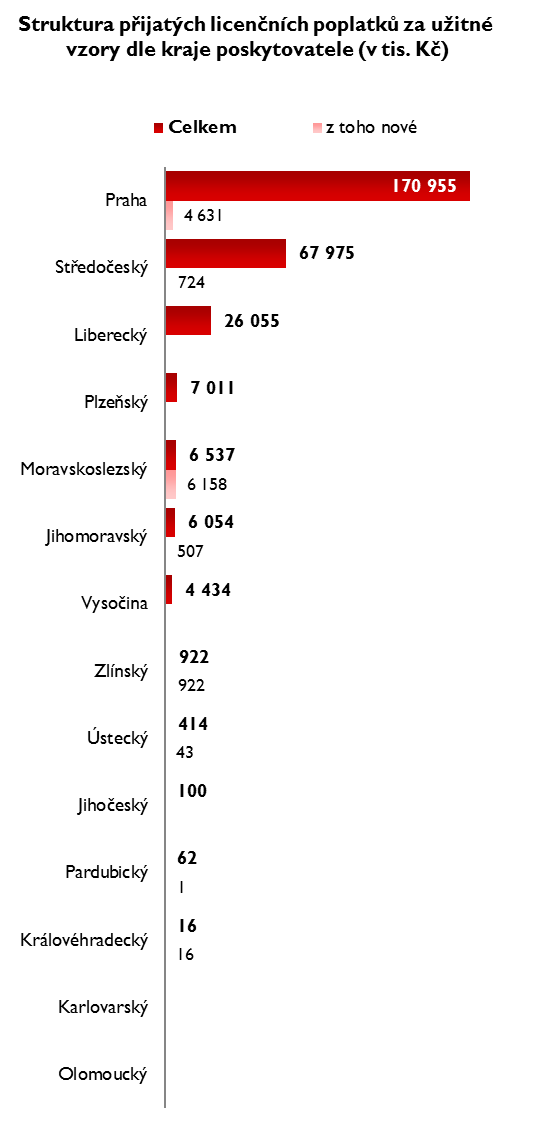 Struktura přijatých licenčních poplatků za užitné
vzory dle kraje poskytovatele (v tis. Kč)
Celkem
z toho nové
Praha
170 955
4 631
Středočeský
67 975
724
Liberecký
26 055
Plzeňský
7 011
Moravskoslezský
6 537
6 158
Jihomoravský
6 054
507
Vysočina
4 434
Zlínský
922
922
Ústecký
414
43
Jihočeský
100
Pardubický
62
1
Královéhradecký
16
16
Karlovarský
Olomoucký